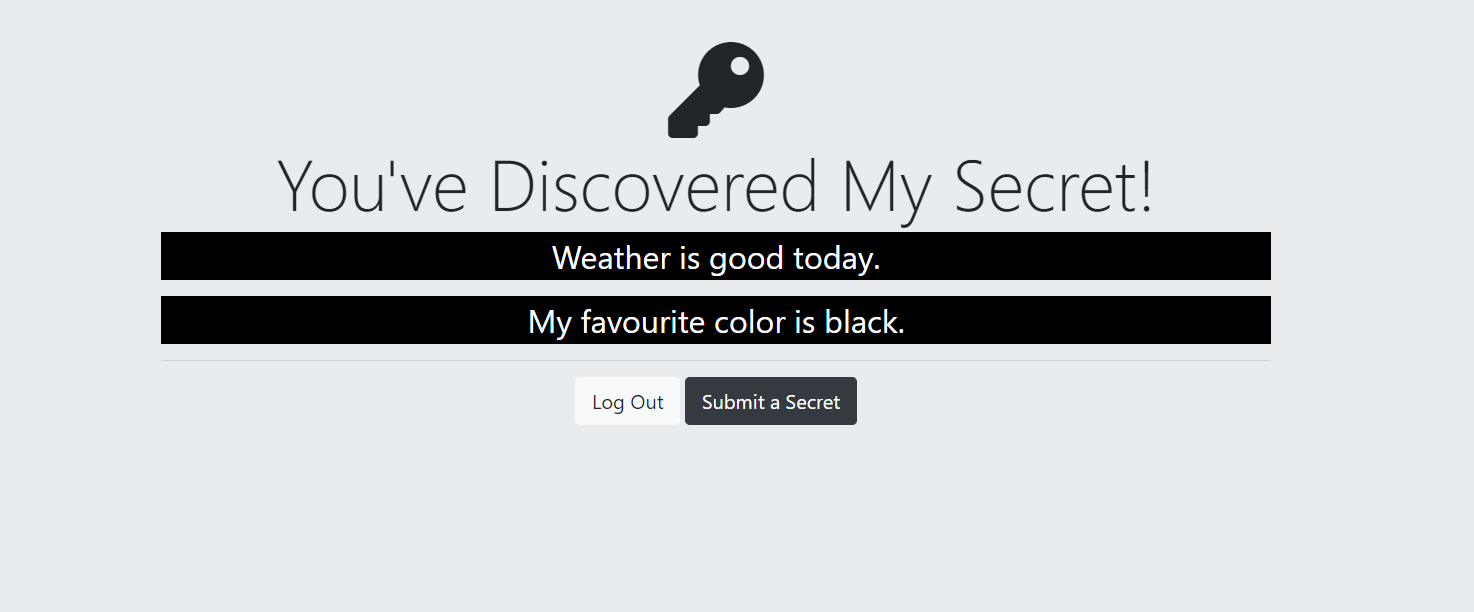 You've Discovered My Secret!
Weather is good today.
My favourite color is black.
Log Out
Submit a Secret